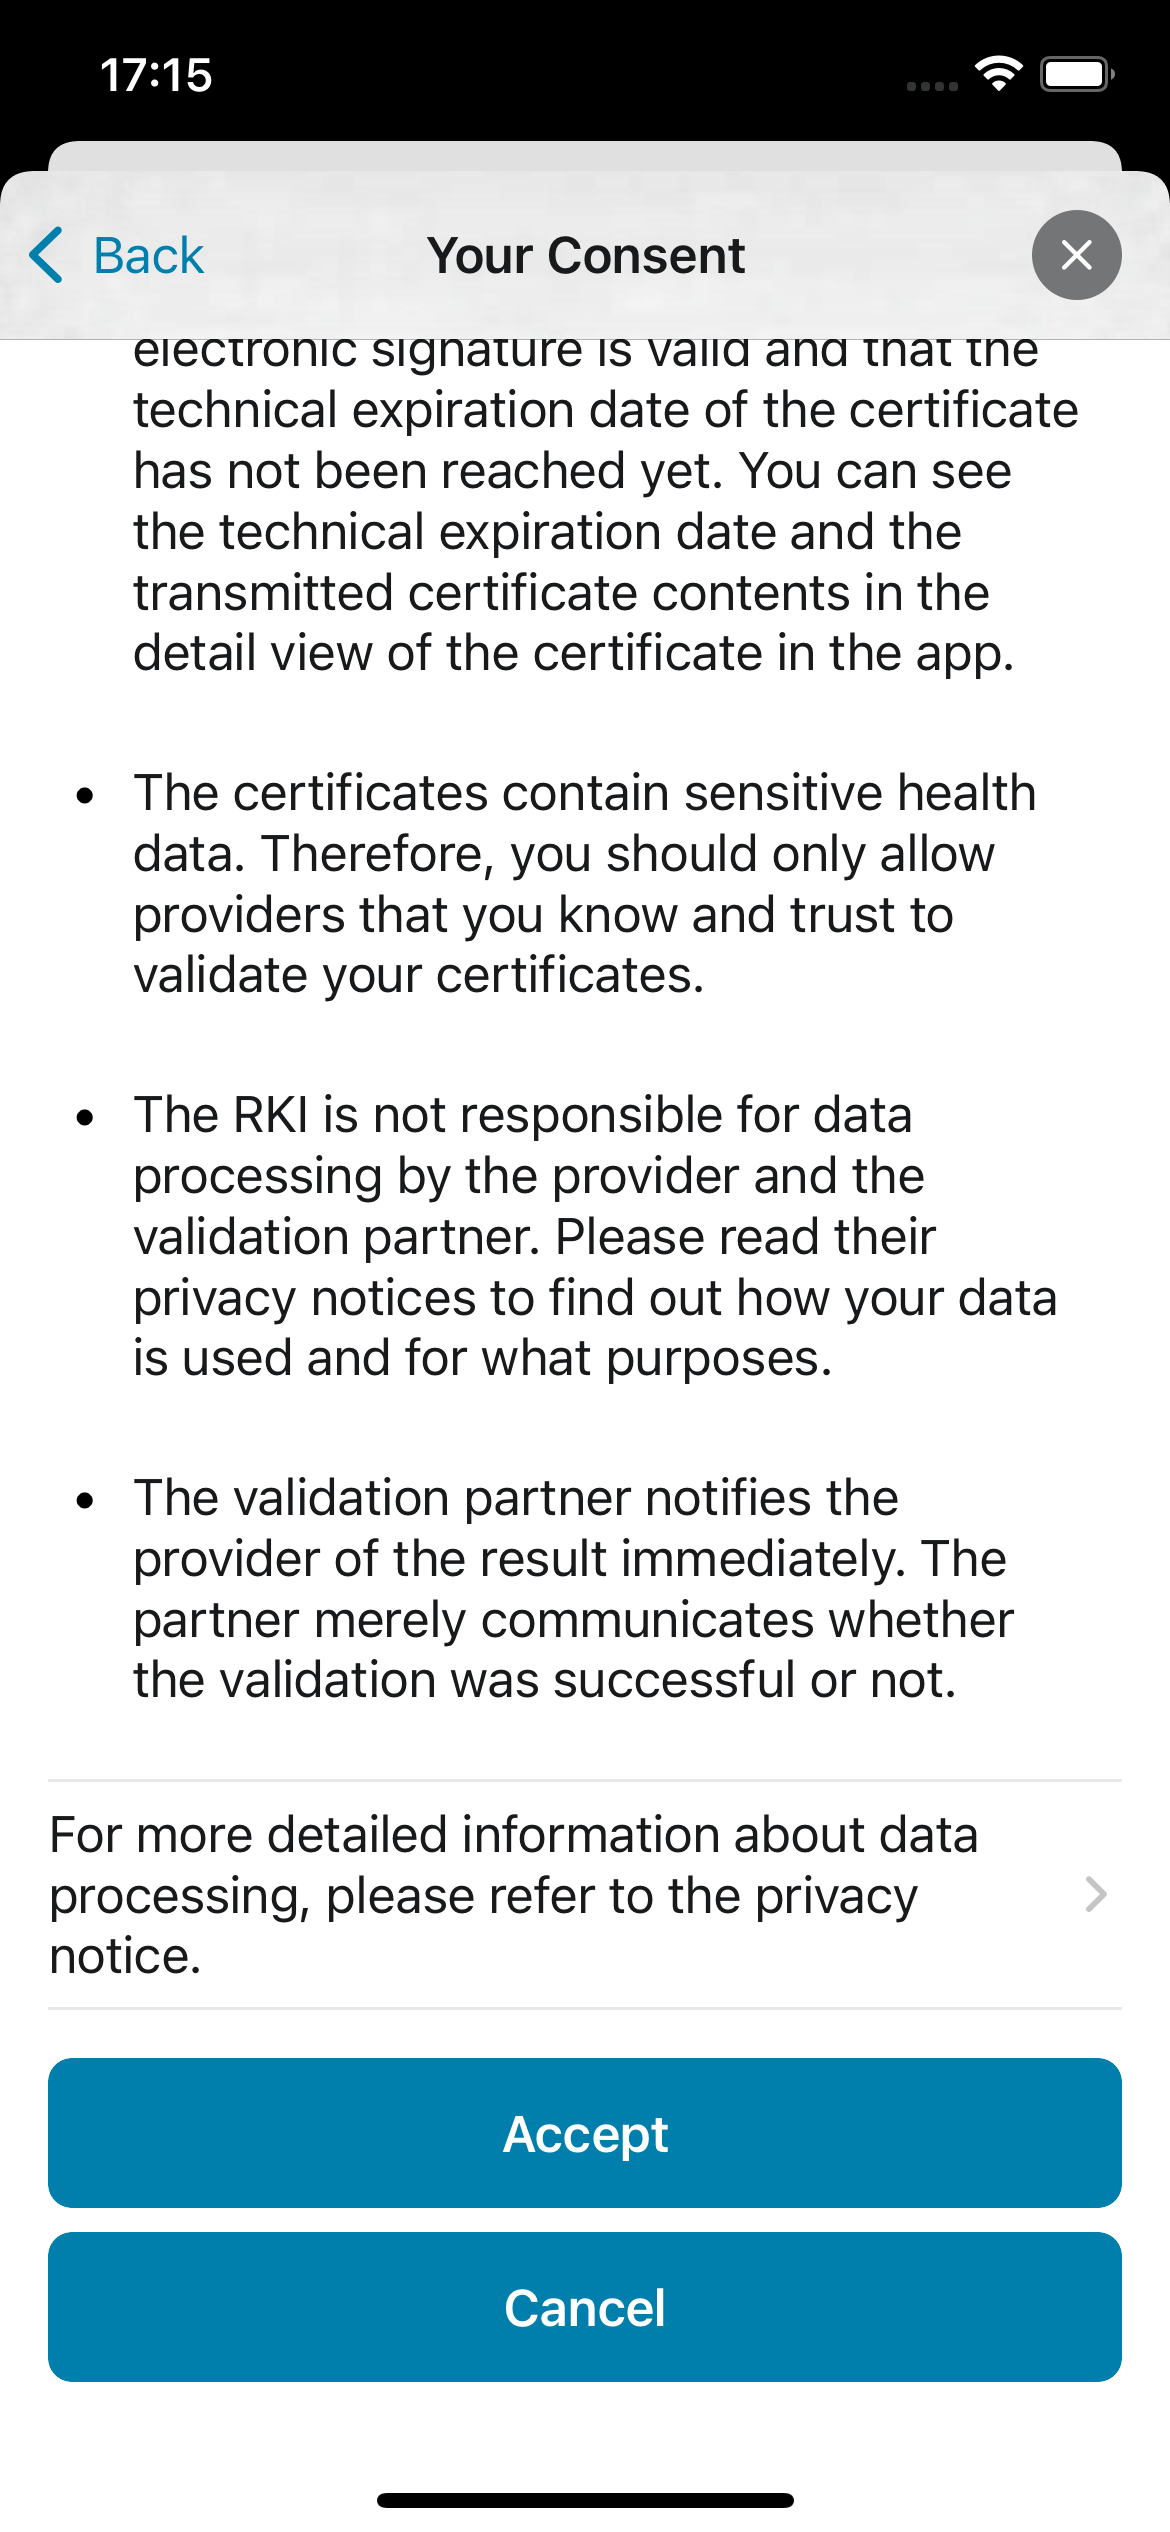 17:15
Back
Your Consent
electronic signature is valid and that the
technical expiration date of the certificate
has not been reached yet. You can see
the technical expiration date and the
transmitted certificate contents in the
detail view of the certificate in the app.
• The certificates contain sensitive health
data. Therefore, you should only allow
providers that you know and trust to
validate your certificates.
• The RKI is not responsible for data
processing by the provider and the
validation partner. Please read their
privacy notices to find out how your data
is used and for what purposes.
• The validation partner notifies the
provider of the result immediately. The
partner merely communicates whether
the validation was successful or not.
For more detailed information about data
processing, please refer to the privacy
notice.
Accept
Cancel